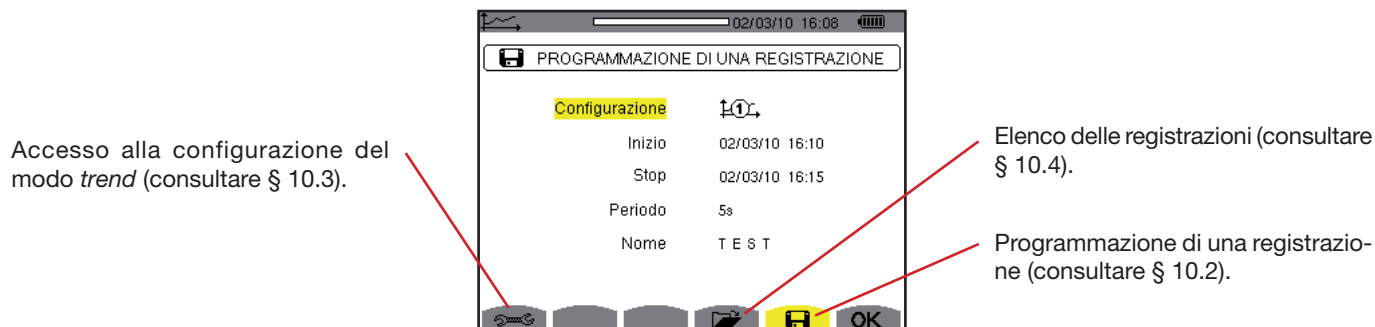 02/03/10 16:08
PROGRAMMAZIONE DI UNA REGISTRAZIONE
Configurazione 1
Inizio 02/03/10 16:10
Stop 02/03/10 16:15
Periodo 5s
Nome T E S T
OK
Accesso alla configurazione del
modo trend (consultare § 10.3).
Elenco delle registrazioni (consultare
§ 10.4).
Programmazione di una registrazio-
ne (consultare § 10.2).